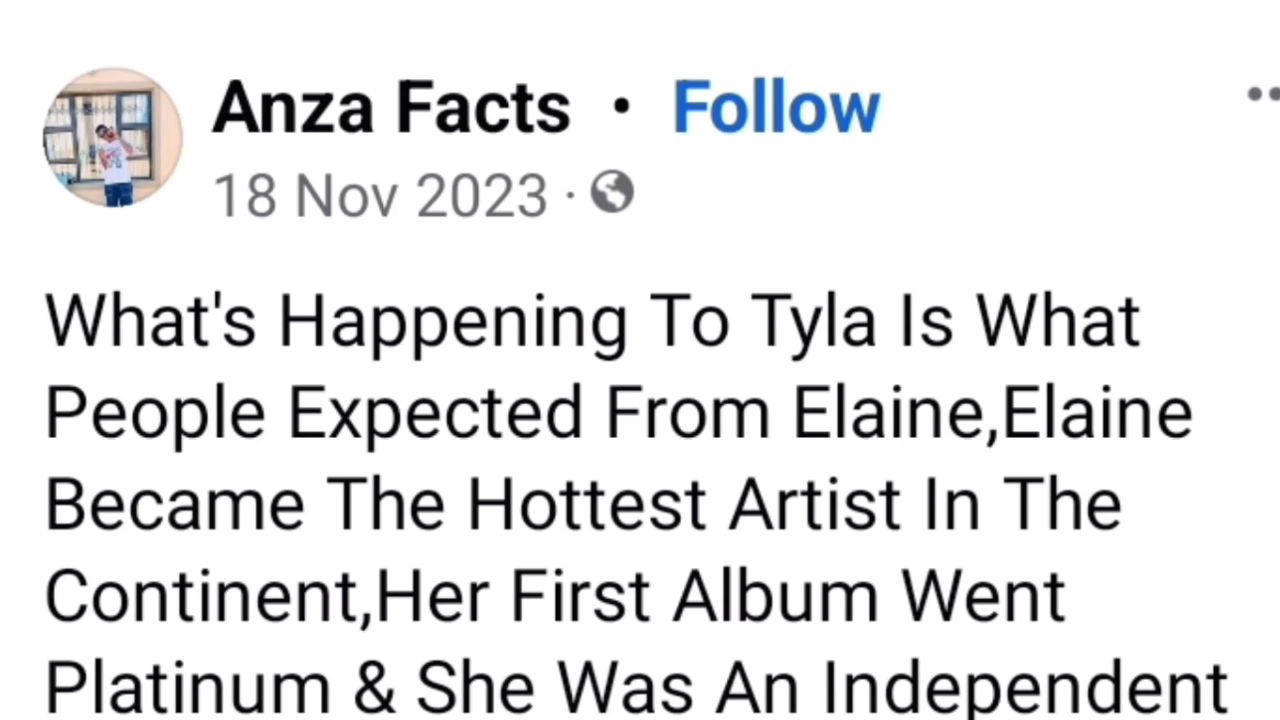 Anza Facts • Follow
18 Nov 2023 ·
What's Happening To Tyla Is What
People Expected From Elaine,Elaine
Became The Hottest Artist In The
Continent,Her First Album Went
Platinum & She Was An Independent